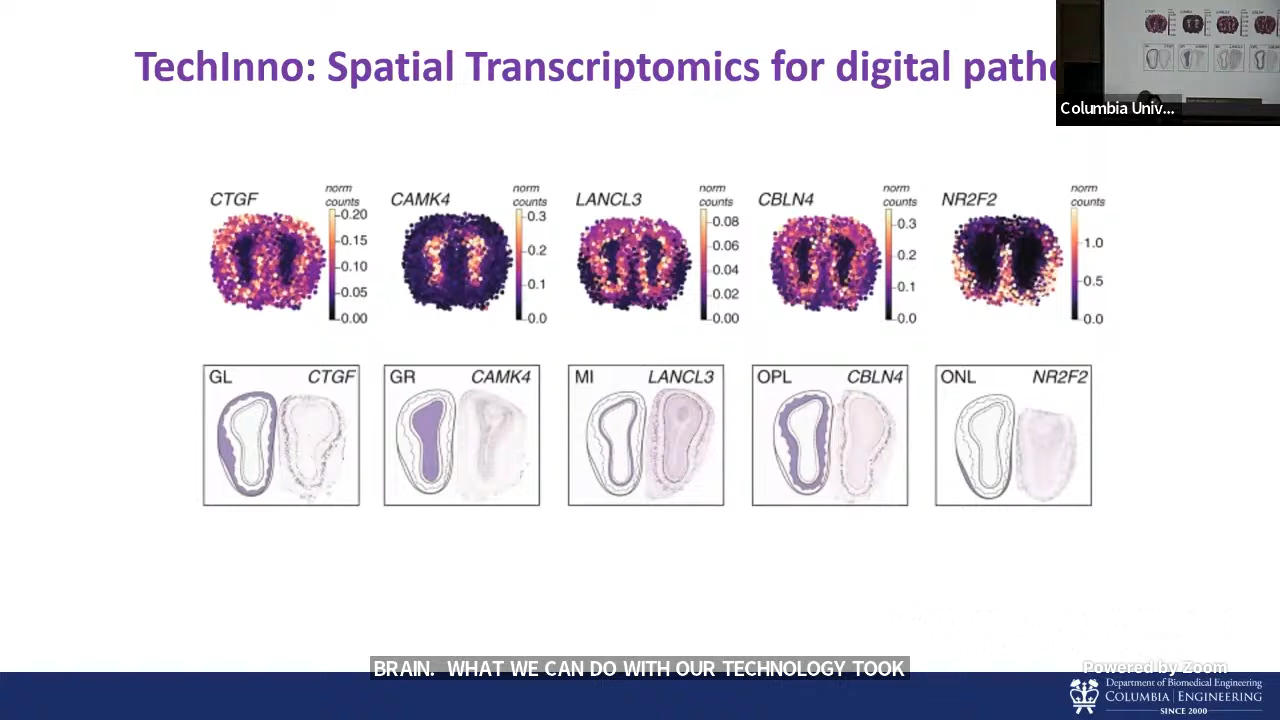 TechInno: Spatial Transcriptomics for digital path
Columbia Univ...
CTGF
norm
counts
0.20
0.15
0.10
0.05
0.00
CAMK4
norm
counts
0.3
0.2
0.1
0.0
LANCL3
norm
counts
0.08
0.06
0.04
0.02
0.00
CBLN4
norm
counts
0.3
0.2
0.1
0.0
NR2F2
norm
counts
1.0
0.5
0.0
GL CTGF
GR CAMK4
MI LANCL3
OPL CBLN4
ONL NR2F2
BRAIN. WHAT WE CAN DO WITH OUR TECHNOLOGY TOOK
Powered by Zoom
Department of Biomedical Engineering
COLUMBIA | ENGINEERING
SINCE 2000